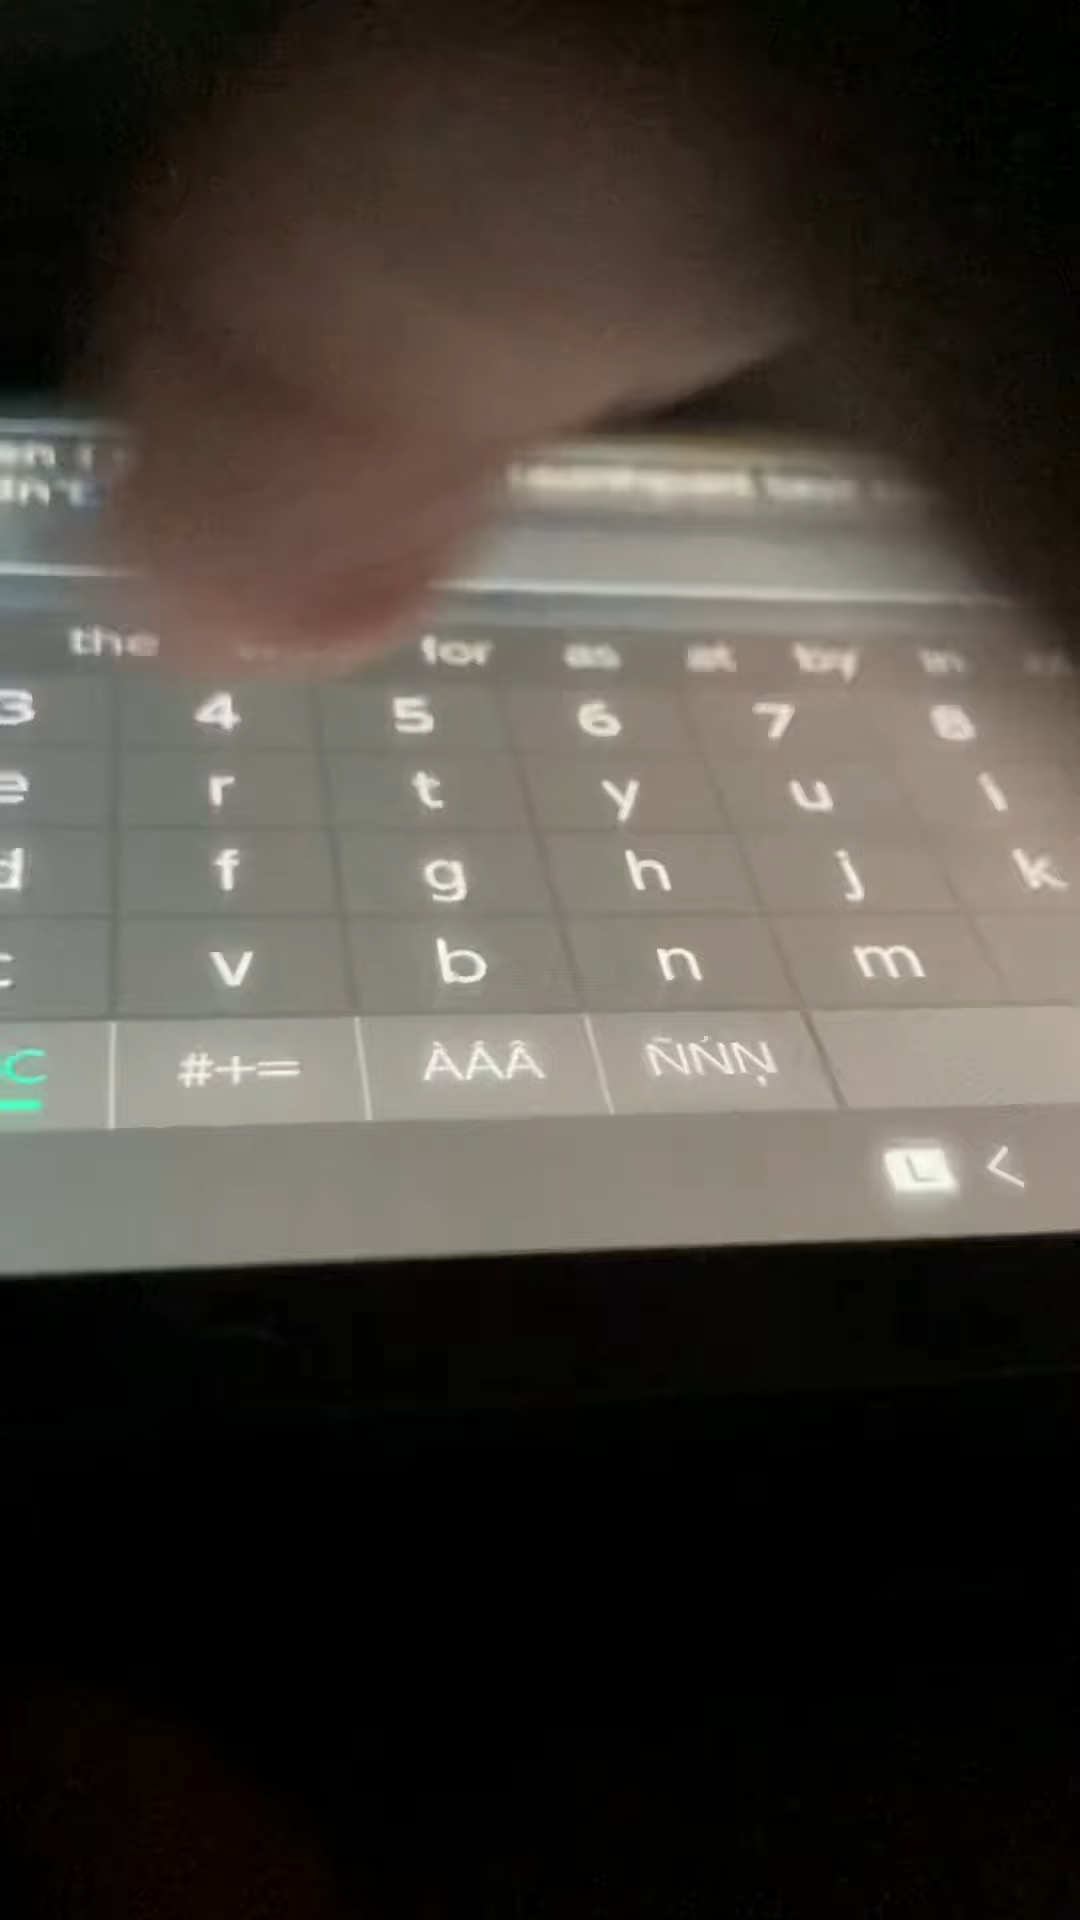 the for as at by in
3 4 5 6 7 8
e r t y u i
d f g h j k
c v b n m
#+= ÀÁÂ ÑŃŅ
L <